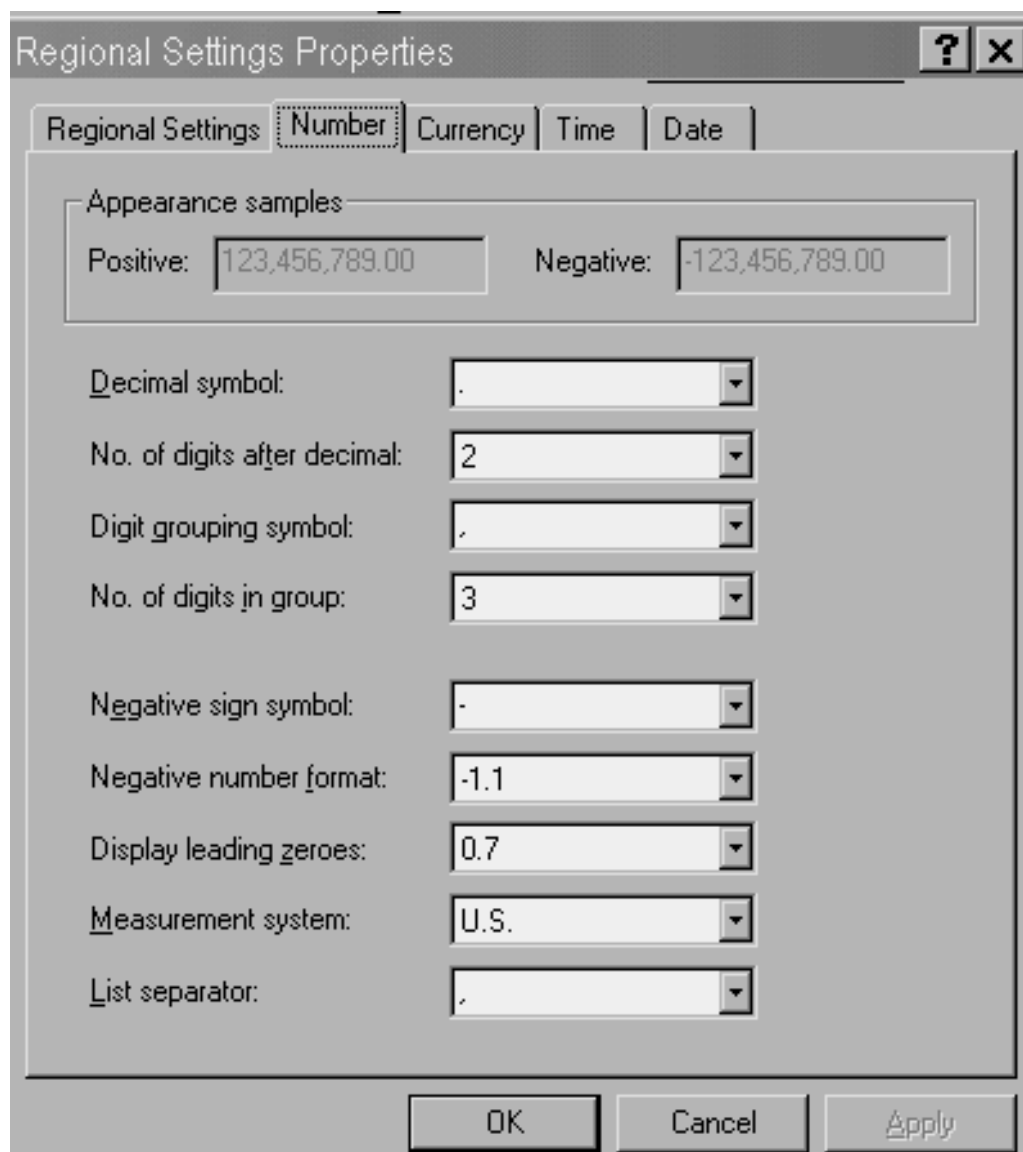 Regional Settings Properties
? ×
Regional Settings Number Currency Time Date
Appearance samples
Positive: 123,456,789.00 Negative: -123,456,789.00
Decimal symbol: .
No. of digits after decimal: 2
Digit grouping symbol: ,
No. of digits in group: 3
Negative sign symbol: -
Negative number format: -1.1
Display leading zeroes: 0.7
Measurement system: U.S.
List separator: ,
OK Cancel Apply